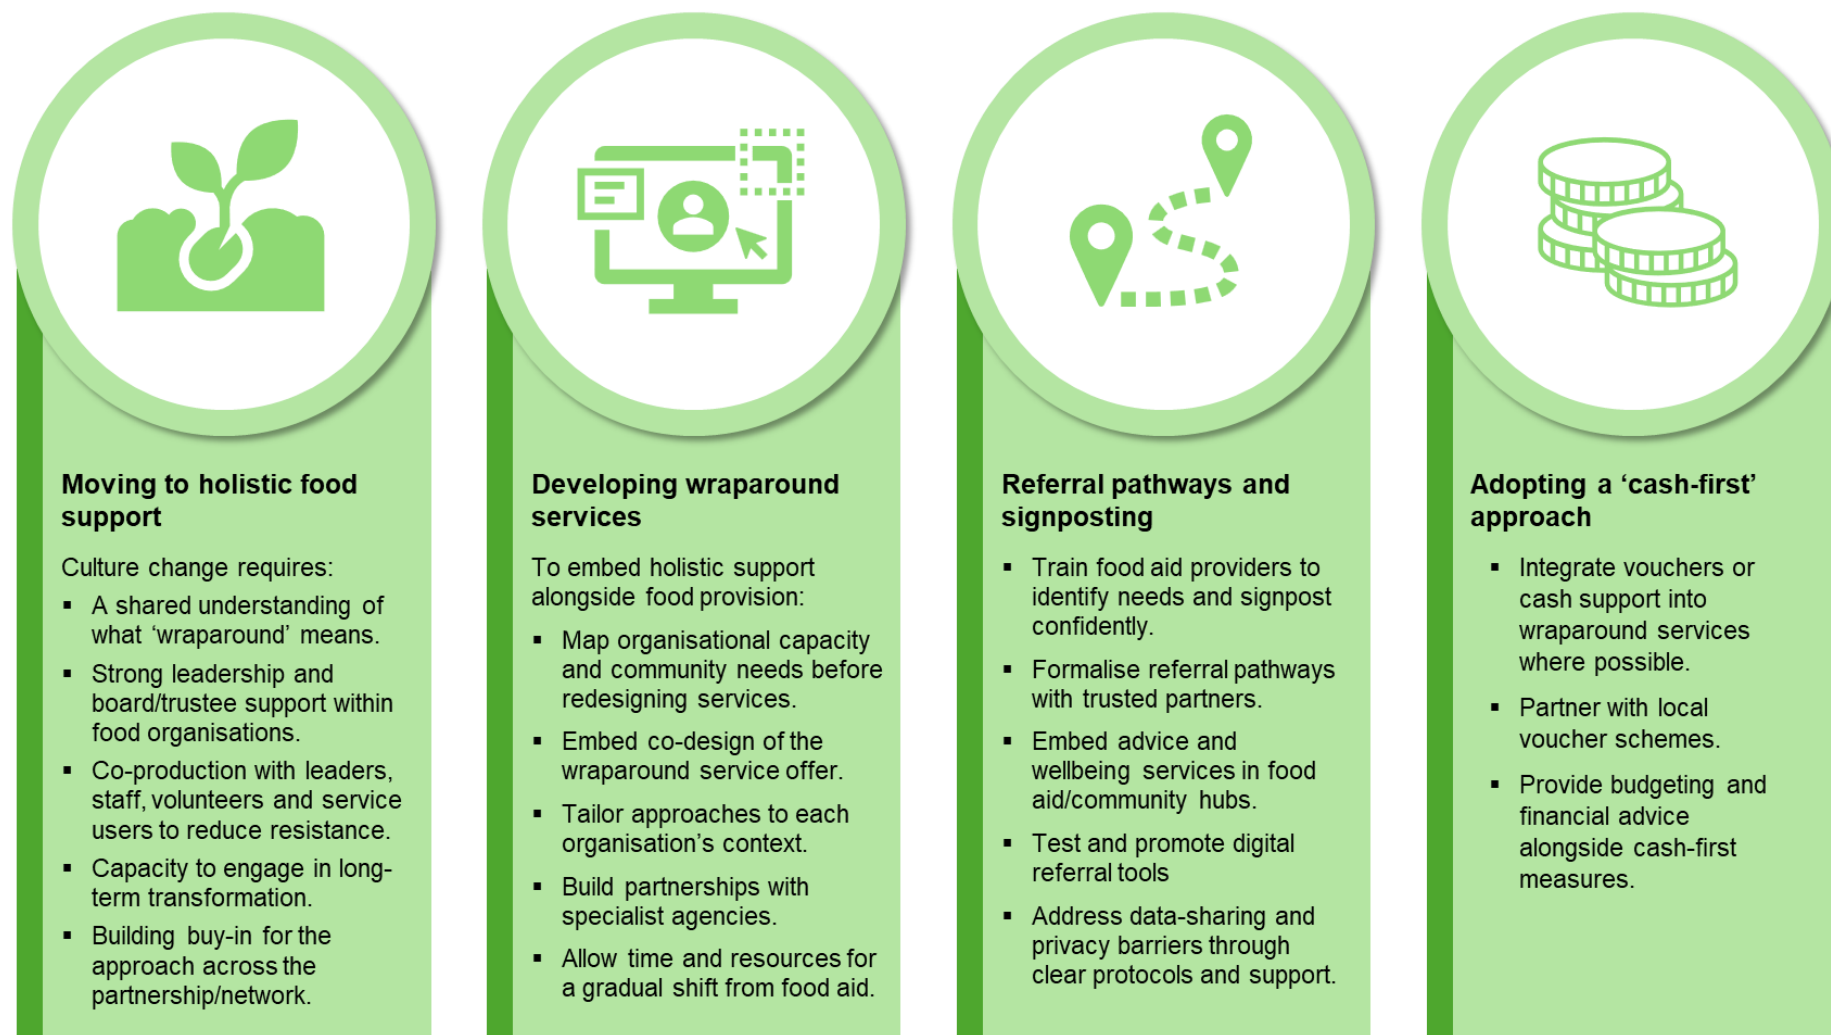 Moving to holistic food
support
Culture change requires:
▪ A shared understanding of
what ‘wraparound’ means.
▪ Strong leadership and
board/trustee support within
food organisations.
▪ Co-production with leaders,
staff, volunteers and service
users to reduce resistance.
▪ Capacity to engage in long-
term transformation.
▪ Building buy-in for the
approach across the
partnership/network.
Developing wraparound
services
To embed holistic support
alongside food provision:
▪ Map organisational capacity
and community needs before
redesigning services.
▪ Embed co-design of the
wraparound service offer.
▪ Tailor approaches to each
organisation’s context.
▪ Build partnerships with
specialist agencies.
▪ Allow time and resources for
a gradual shift from food aid.
Referral pathways and
signposting
▪ Train food aid providers to
identify needs and signpost
confidently.
▪ Formalise referral pathways
with trusted partners.
▪ Embed advice and
wellbeing services in food
aid/community hubs.
▪ Test and promote digital
referral tools
▪ Address data-sharing and
privacy barriers through
clear protocols and support.
Adopting a ‘cash-first’
approach
▪ Integrate vouchers or
cash support into
wraparound services
where possible.
▪ Partner with local
voucher schemes.
▪ Provide budgeting and
financial advice
alongside cash-first
measures.